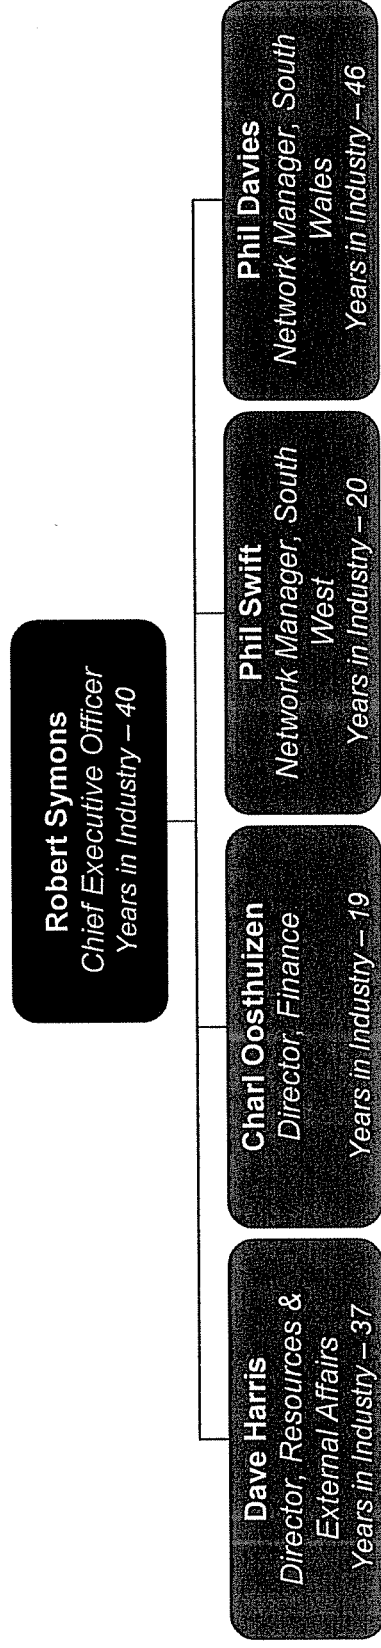 Robert Symons
Chief Executive Officer
Years in Industry – 40
Dave Harris
Director, Resources &
External Affairs
Years in Industry – 37
Charl Oosthuizen
Director, Finance
Years in Industry – 19
Phil Swift
Network Manager, South
West
Years in Industry – 20
Phil Davies
Network Manager, South
Wales
Years in Industry – 46